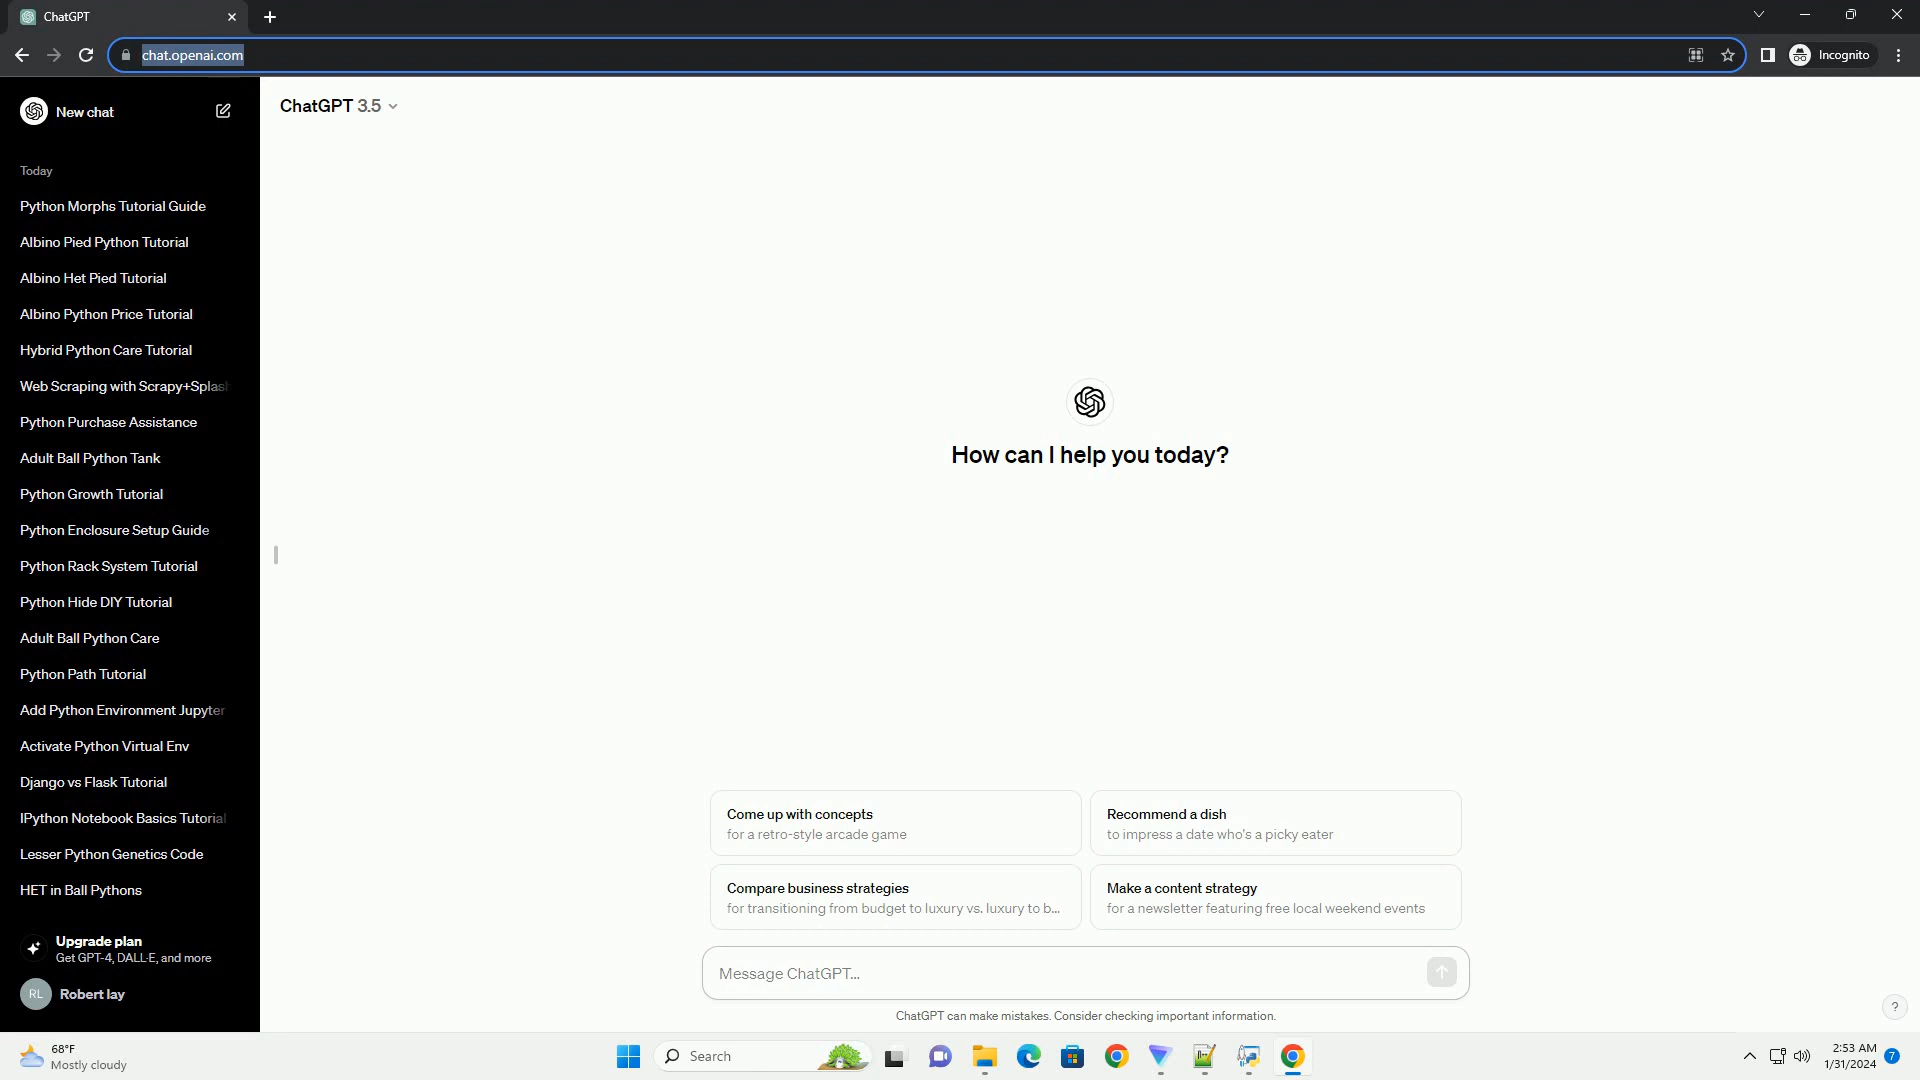 ChatGPT
chat.openai.com
Incognito
New chat
ChatGPT 3.5
Today
Python Morphs Tutorial Guide
Albino Pied Python Tutorial
Albino Het Pied Tutorial
Albino Python Price Tutorial
Hybrid Python Care Tutorial
Web Scraping with Scrapy+Splash
Python Purchase Assistance
Adult Ball Python Tank
Python Growth Tutorial
Python Enclosure Setup Guide
Python Rack System Tutorial
Python Hide DIY Tutorial
Adult Ball Python Care
Python Path Tutorial
Add Python Environment Jupyter
Activate Python Virtual Env
Django vs Flask Tutorial
IPython Notebook Basics Tutorial
Lesser Python Genetics Code
HET in Ball Pythons
Upgrade plan
Get GPT-4, DALL·E, and more
RL
Robert lay
How can I help you today?
Come up with concepts
for a retro-style arcade game
Recommend a dish
to impress a date who's a picky eater
Compare business strategies
for transitioning from budget to luxury vs. luxury to b...
Make a content strategy
for a newsletter featuring free local weekend events
Message ChatGPT...
ChatGPT can make mistakes. Consider checking important information.
?
68°F
Mostly cloudy
Search
2:53 AM
1/31/2024
7